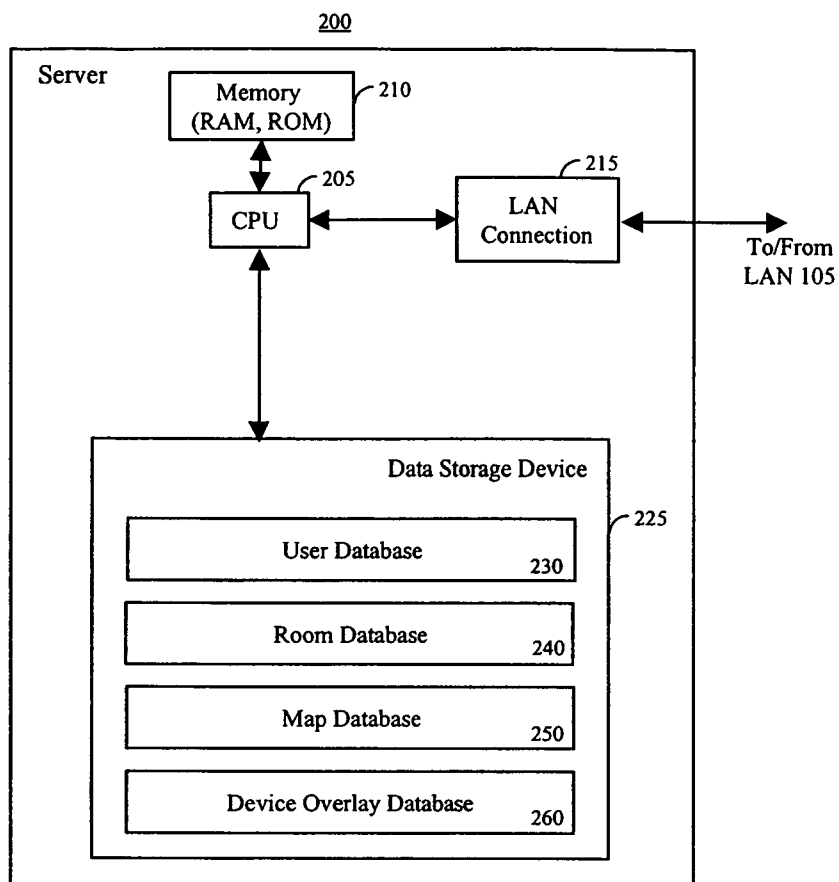 200
Server
Memory
(RAM, ROM)
210
205
CPU
215
LAN
Connection
To/From
LAN 105
Data Storage Device
225
User Database
230
Room Database
240
Map Database
250
Device Overlay Database
260